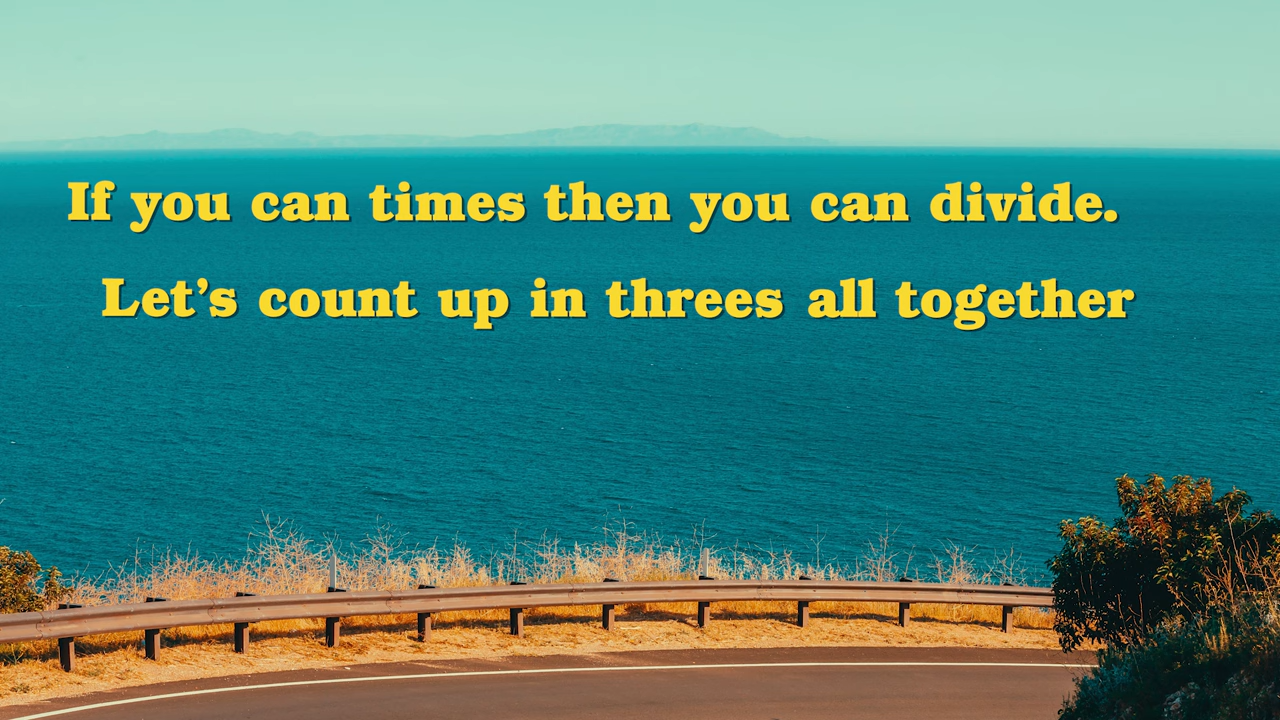 If you can times then you can divide.
Let’s count up in threes all together